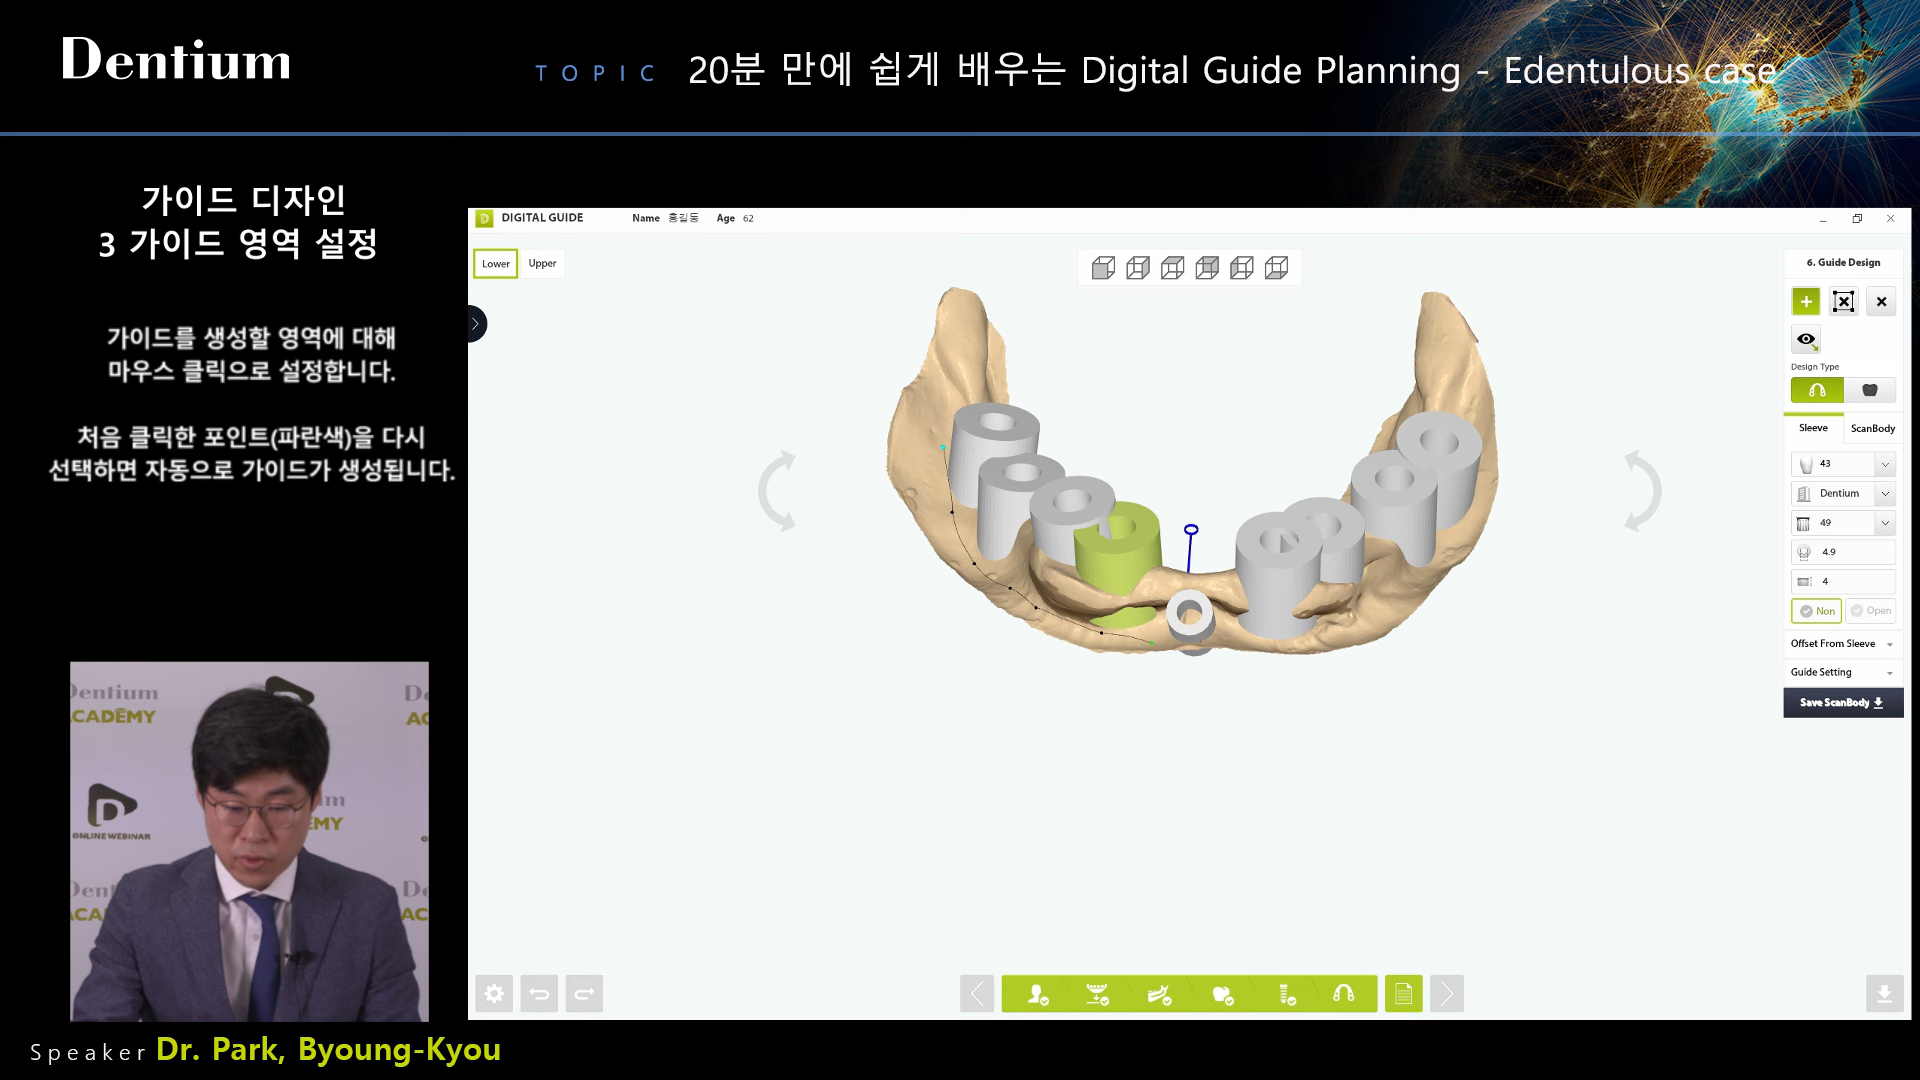 Dentium
TOPIC 20분 만에 쉽게 배우는 Digital Guide Planning - Edentulous case
가이드 디자인
3 가이드 영역 설정
가이드를 생성할 영역에 대해
마우스 클릭으로 설정합니다.
처음 클릭한 포인트(파란색)을 다시
선택하면 자동으로 가이드가 생성됩니다.
D DIGITAL GUIDE Name 홍길동 Age 62
Lower Upper
6. Guide Design
Design Type
Sleeve ScanBody
43
Dentium
49
4.9
4
Non Open
Offset From Sleeve
Guide Setting
Save ScanBody
Dentium
ACADEMY
ONLINE WEBINAR
Speaker Dr. Park, Byoung-Kyou